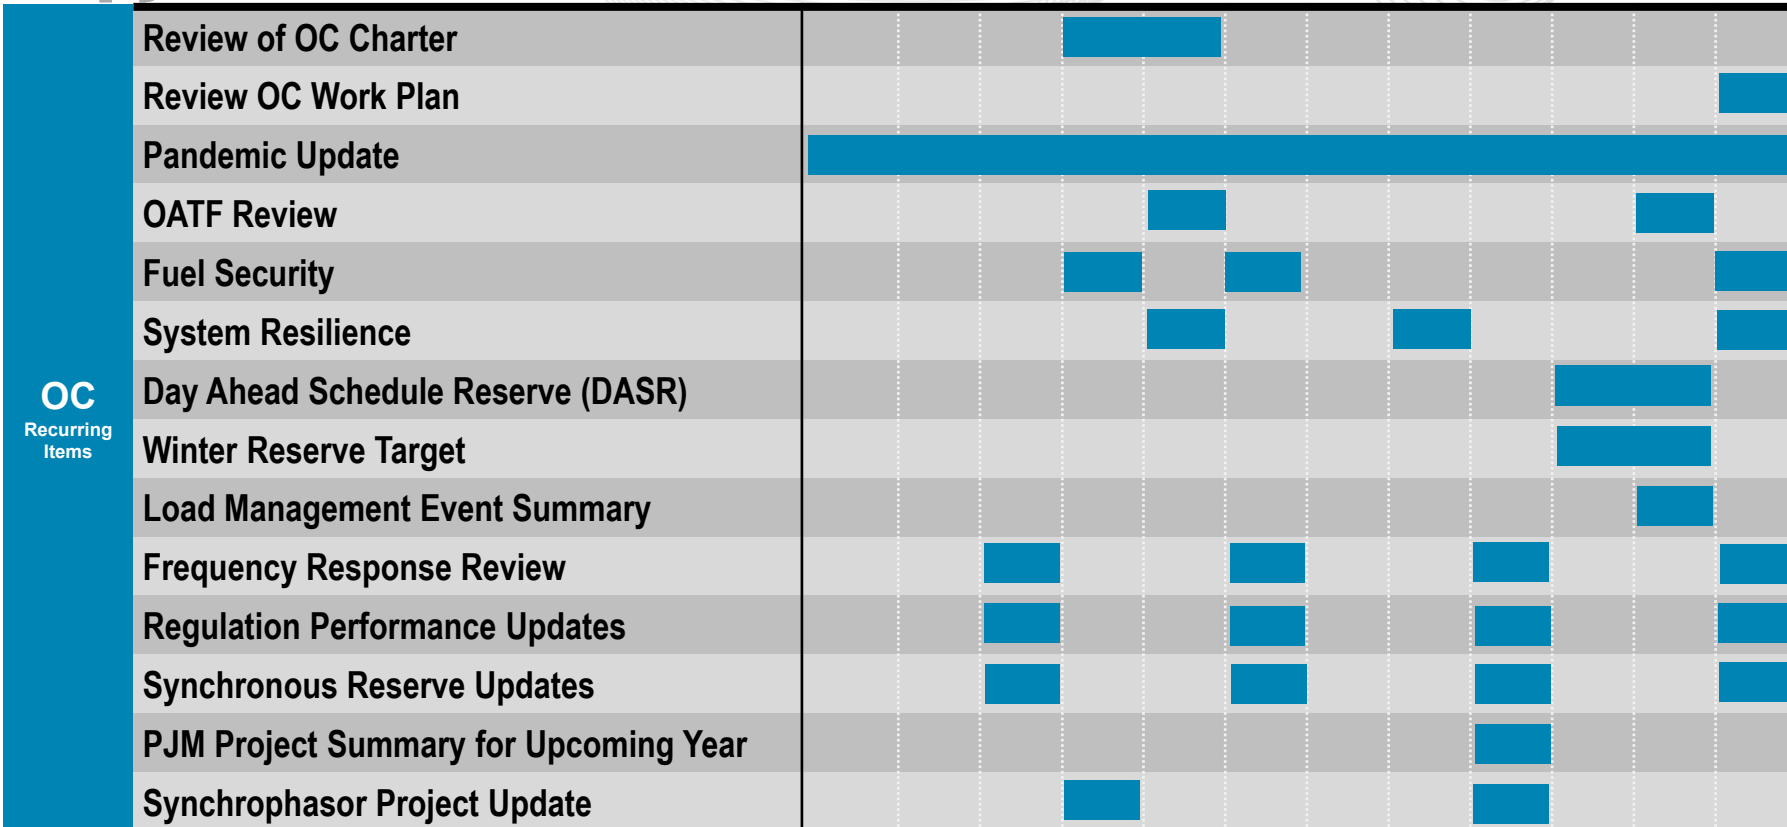 Review of OC Charter
Review OC Work Plan
Pandemic Update
OATF Review
Fuel Security
System Resilience
Day Ahead Schedule Reserve (DASR)
OC
Recurring
Items
Winter Reserve Target
Load Management Event Summary
Frequency Response Review
Regulation Performance Updates
Synchronous Reserve Updates
PJM Project Summary for Upcoming Year
Synchrophasor Project Update